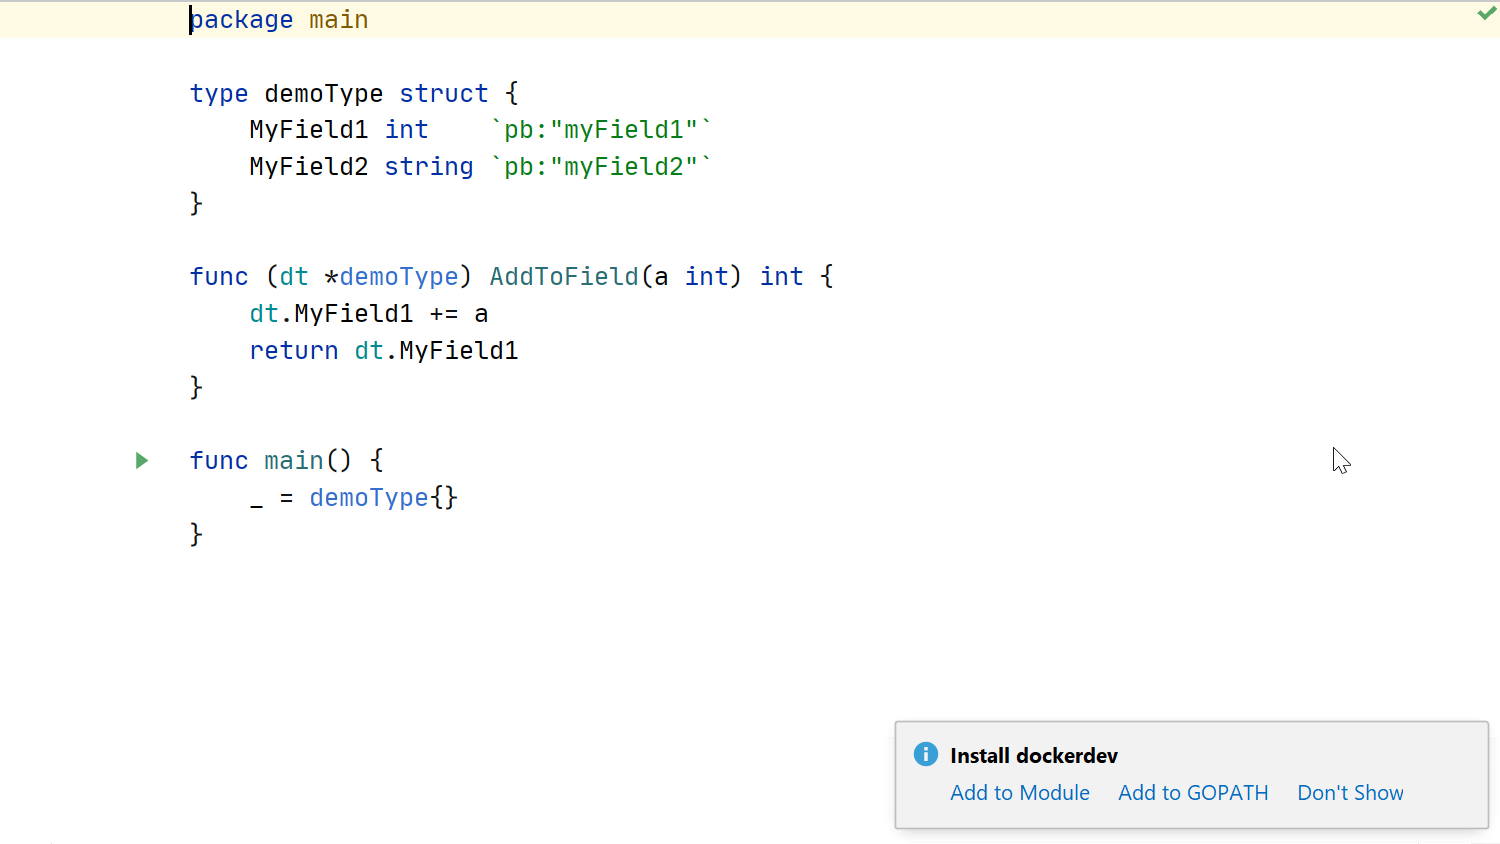 package main
type demoType struct {
    MyField1 int    `pb:"myField1"`
    MyField2 string `pb:"myField2"`
}
func (dt *demoType) AddToField(a int) int {
    dt.MyField1 += a
    return dt.MyField1
}
func main() {
    _ = demoType{}
}
Install dockerdev
Add to Module Add to GOPATH Don't Show